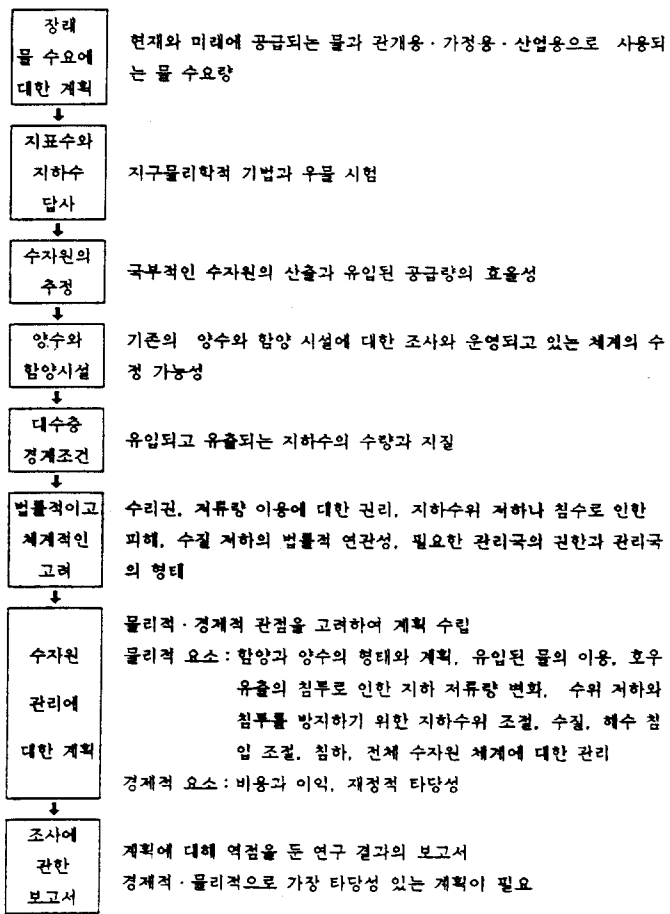 장래
물 수요에
대한 계획
현재와 미래에 공급되는 물과 관개용·가정용·산업용으로 사용되
는 물 수요량
지표수와
지하수
답사
지구물리학적 기법과 우물 시험
수자원의
추정
국부적인 수자원의 산출과 유입된 공급량의 효율성
양수와
함양시설
기존의 양수와 함양 시설에 대한 조사와 운영되고 있는 체계의 수
정 가능성
대수층
경계조건
유입되고 유출되는 지하수의 수량과 지질
법률적이고
체계적인
고려
수리권, 저류량 이용에 대한 권리, 지하수위 저하나 침수로 인한
피해, 수질 저하의 법률적 연관성, 필요한 관리국의 권한과 관리국
의 형태
수자원
관리에
대한 계획
물리적·경제적 관점을 고려하여 계획 수립
물리적 요소 : 함양과 양수의 형태와 계획, 유입된 물의 이용, 호우
유출의 침투로 인한 지하 저류량 변화, 수위 저하와
침투를 방지하기 위한 지하수위 조절, 수질, 해수 침
입 조절, 침하, 전체 수자원 체계에 대한 관리
경제적 요소 : 비용과 이익, 재정적 타당성
조사에
관한
보고서
계획에 대해 역점을 둔 연구 결과의 보고서
경제적·물리적으로 가장 타당성 있는 계획이 필요